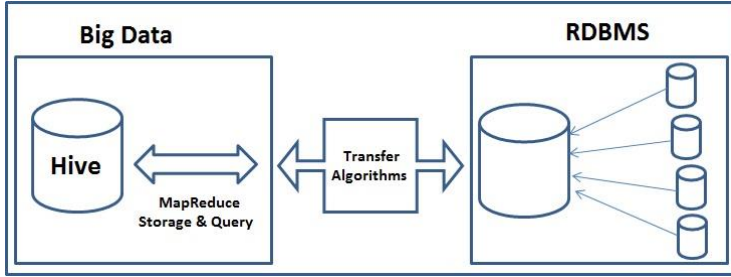 Big Data
RDBMS
Hive
MapReduce
Storage & Query
Transfer
Algorithms